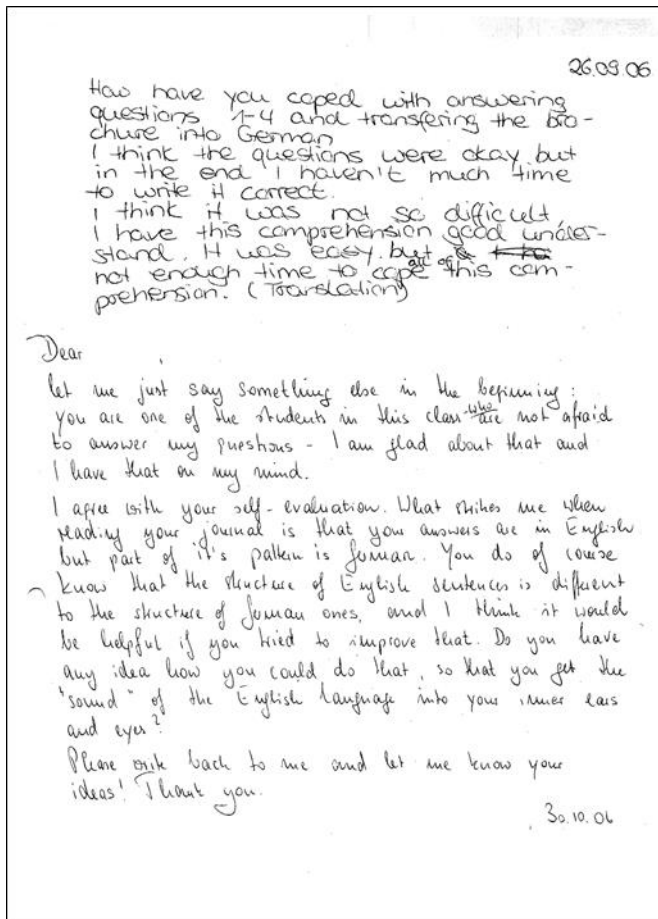 26.09.06
How have you coped with answering
questions 1-4 and transfering the bro-
chure into German
I think the questions were okay but
in the end I haven't much time
to write it correct.
I think it was not so difficult,
I have this comprehension good under-
stand. It was easy but
not enough time to cope this com-
prehension. (Translation)
Dear
let me just say something else in the beginning:
You are one of the students in this class who are not afraid
to answer my questions - I am glad about that and
I have that on my mind.
I agree with your self-evaluation. What strikes me when
reading your journal is that your answers are in English
but part of it's pattern is German. You do of course
know that the structure of English sentences is different
to the structure of German ones, and I think it would
be helpful if you tried to improve that. Do you have
any idea how you could do that, so that you get the
"sound" of the English language into your inner ears
and eyes?
Please write back to me and let me know your
ideas! Thank you.
30.10.06